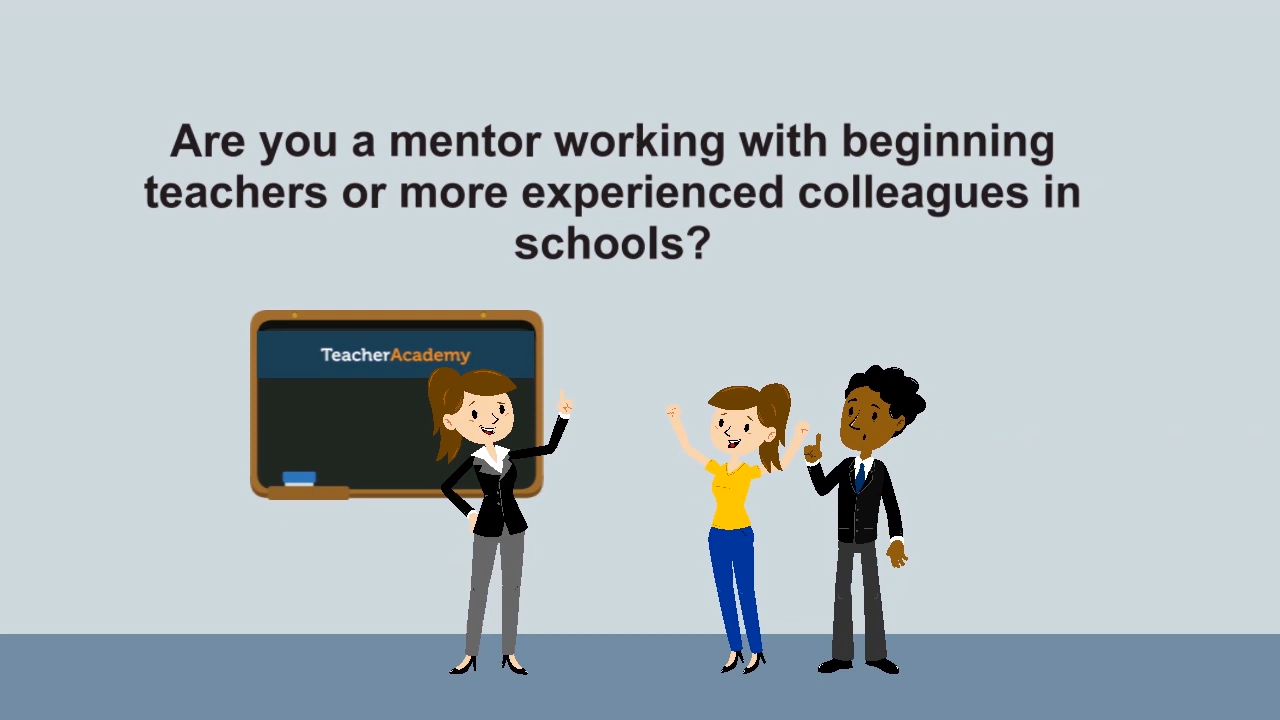 Are you a mentor working with beginning
teachers or more experienced colleagues in
schools?
TeacherAcademy